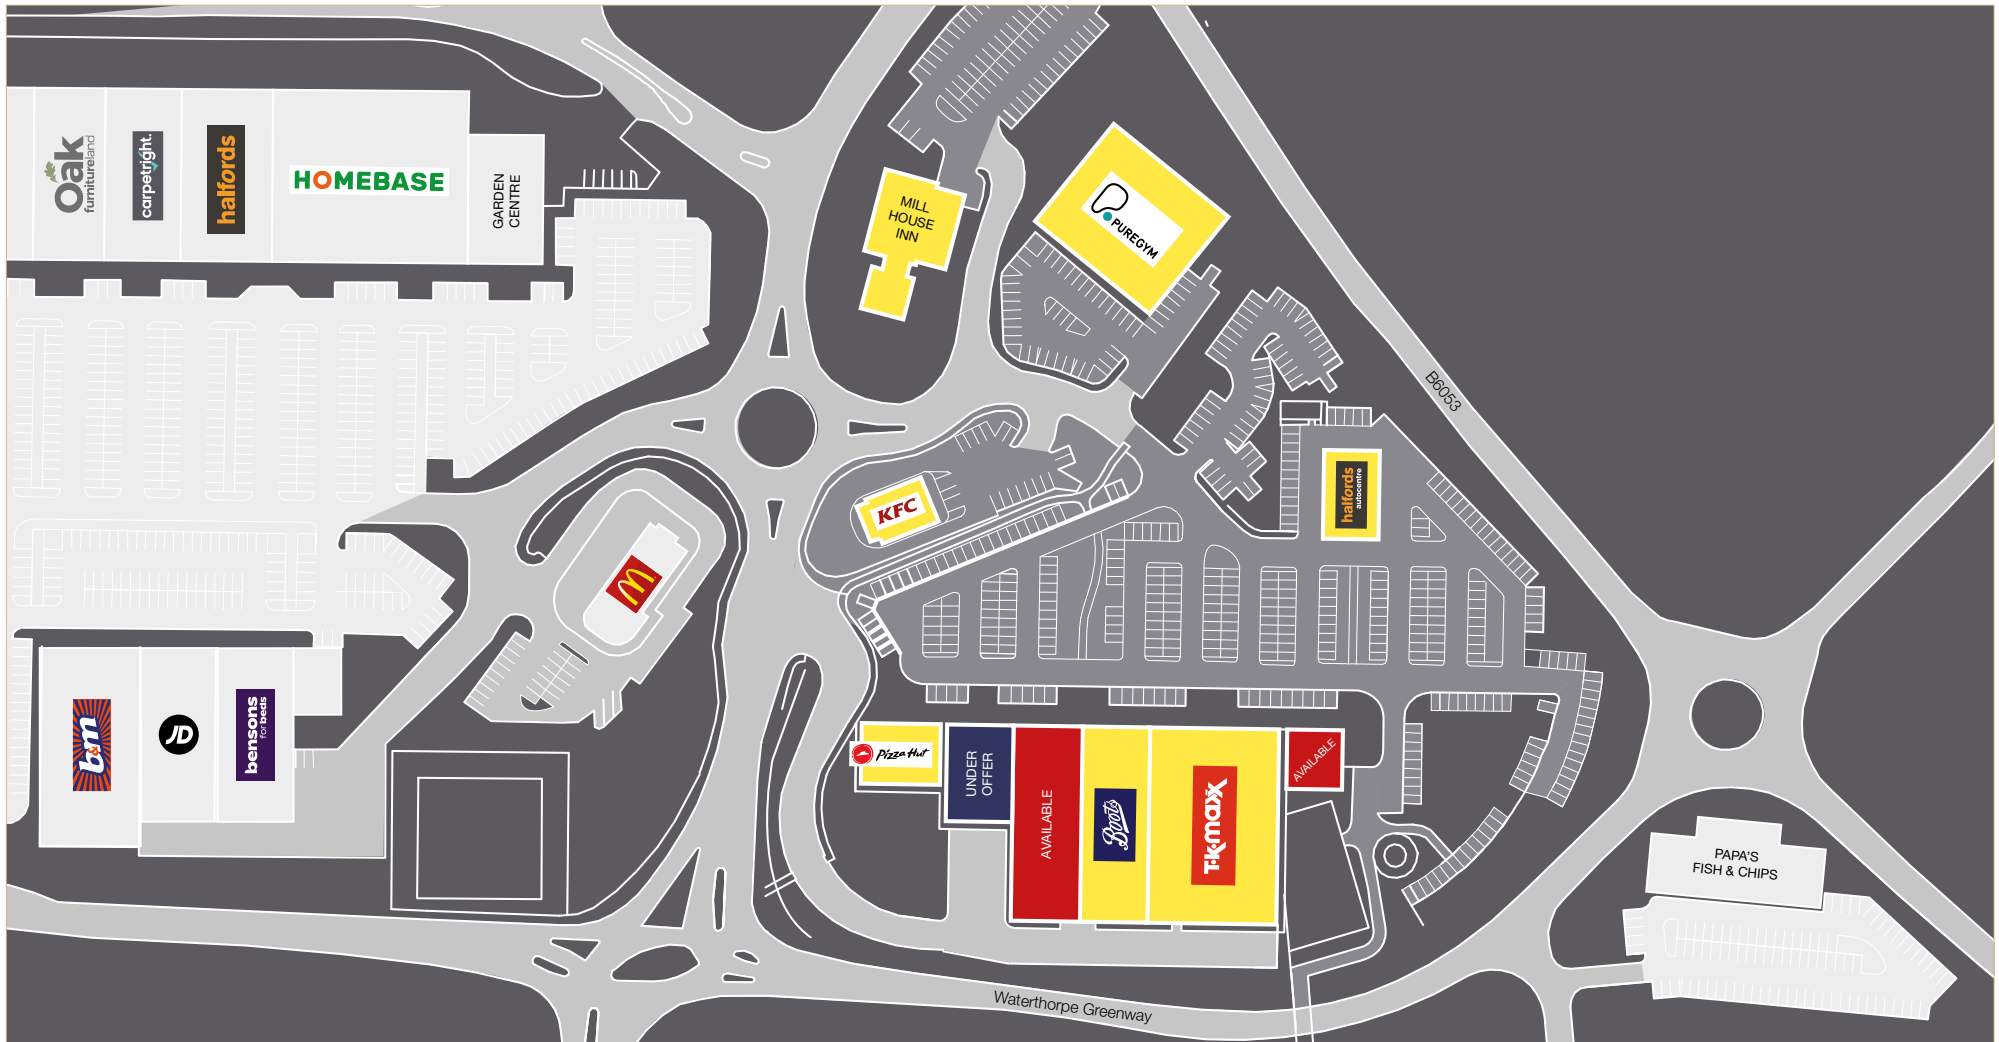 Oak
furnitureland
carpetright.
halfords
HOMEBASE
GARDEN
CENTRE
MILL
HOUSE
INN
PUREGYM
B6053
KFC
halfords
autocentre
b&m
JD
bensons
for beds
Pizza Hut
UNDER
OFFER
AVAILABLE
Boots
TK maxx
AVAILABLE
PAPA'S
FISH & CHIPS
Waterthorpe Greenway